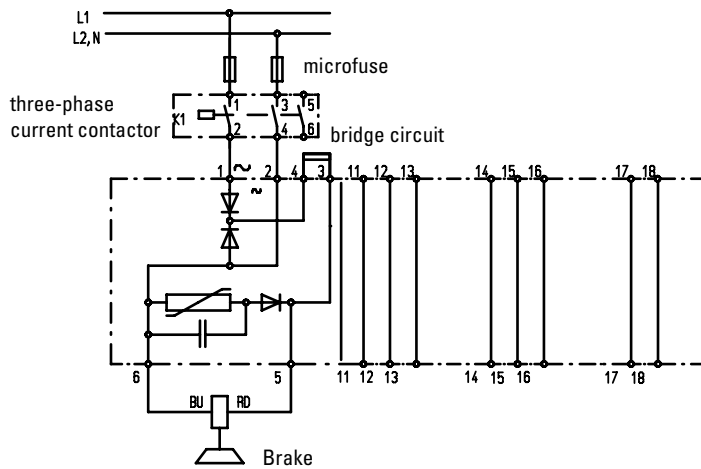 L1
L2,N
microfuse
three-phase
current contactor
K1
1 3 5
2 4 6
bridge circuit
1 ~ 2 4 3 11 12 13 14 15 16 17 18
~
6 5 11 12 13 14 15 16 17 18
BU RD
Brake